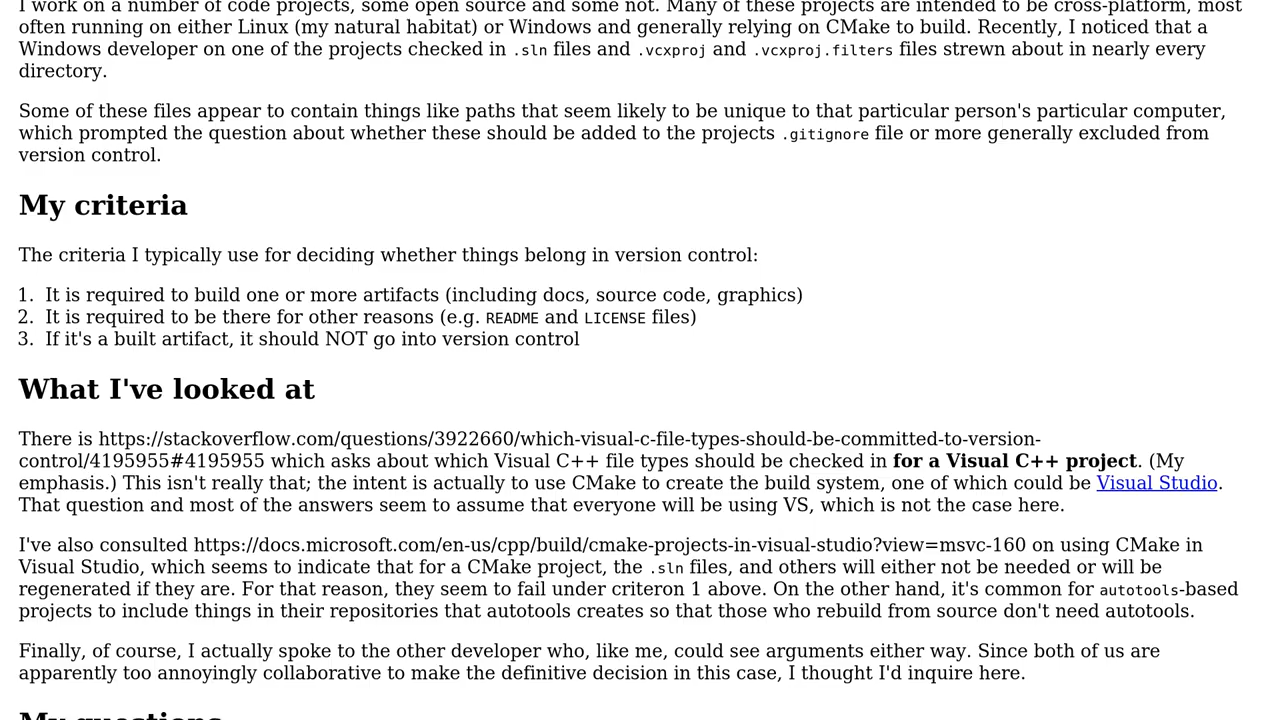 I work on a number of code projects, some open source and some not. Many of these projects are intended to be cross-platform, most
often running on either Linux (my natural habitat) or Windows and generally relying on CMake to build. Recently, I noticed that a
Windows developer on one of the projects checked in .sln files and .vcxproj and .vcxproj.filters files strewn about in nearly every
directory.
Some of these files appear to contain things like paths that seem likely to be unique to that particular person's particular computer,
which prompted the question about whether these should be added to the projects .gitignore file or more generally excluded from
version control.
My criteria
The criteria I typically use for deciding whether things belong in version control:
1. It is required to build one or more artifacts (including docs, source code, graphics)
2. It is required to be there for other reasons (e.g. README and LICENSE files)
3. If it's a built artifact, it should NOT go into version control
What I've looked at
There is https://stackoverflow.com/questions/3922660/which-visual-c-file-types-should-be-committed-to-version-
control/4195955#4195955 which asks about which Visual C++ file types should be checked in for a Visual C++ project. (My
emphasis.) This isn't really that; the intent is actually to use CMake to create the build system, one of which could be Visual Studio.
That question and most of the answers seem to assume that everyone will be using VS, which is not the case here.
I've also consulted https://docs.microsoft.com/en-us/cpp/build/cmake-projects-in-visual-studio?view=msvc-160 on using CMake in
Visual Studio, which seems to indicate that for a CMake project, the .sln files, and others will either not be needed or will be
regenerated if they are. For that reason, they seem to fail under criteron 1 above. On the other hand, it's common for autotools-based
projects to include things in their repositories that autotools creates so that those who rebuild from source don't need autotools.
Finally, of course, I actually spoke to the other developer who, like me, could see arguments either way. Since both of us are
apparently too annoyingly collaborative to make the definitive decision in this case, I thought I'd inquire here.
My questions